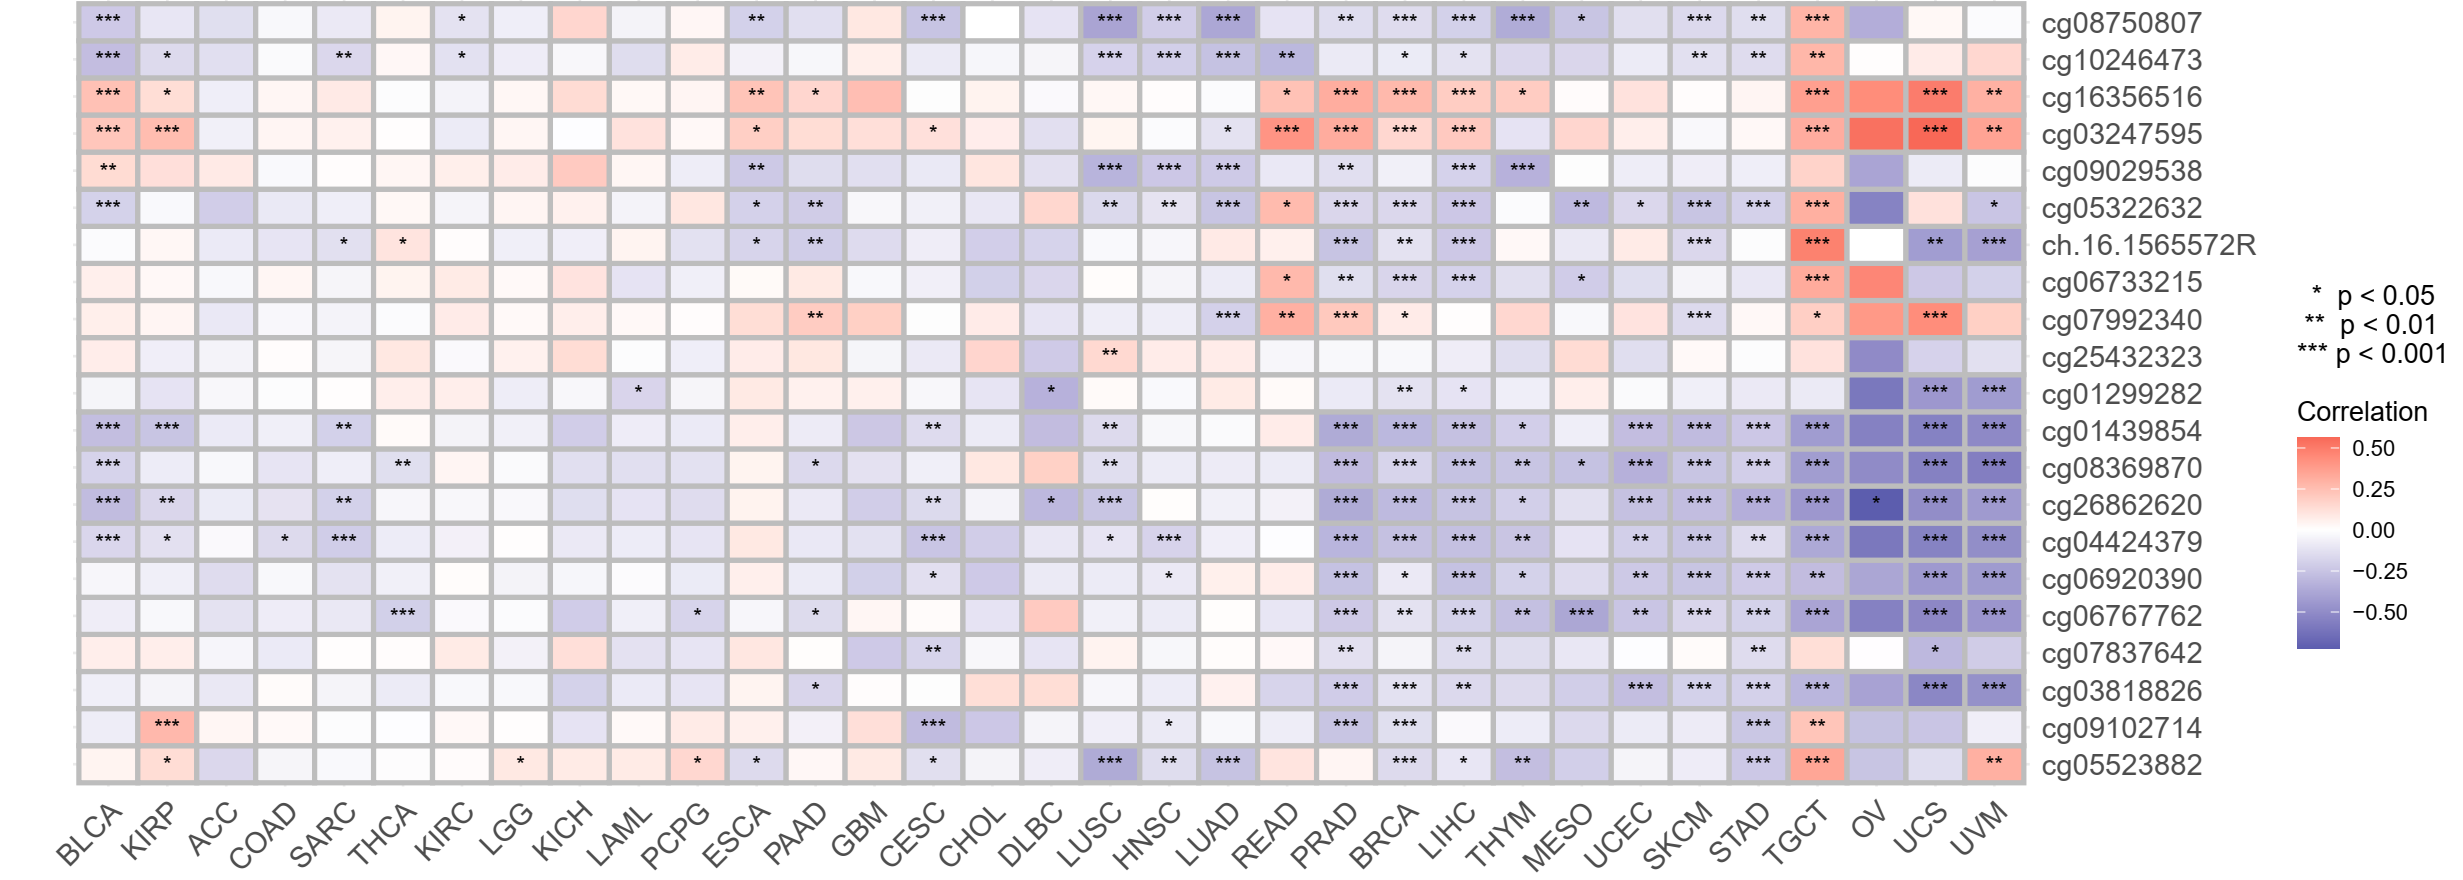 *** * ** *** *** *** *** ** *** *** *** * *** ** *** cg08750807
*** * ** * *** *** *** ** * * ** ** ** cg10246473
*** * ** * * *** *** *** * *** *** ** cg16356516
*** *** * * * *** *** *** *** *** *** ** cg03247595
** ** *** *** *** ** *** *** cg09029538
*** * ** ** ** *** * *** *** *** ** * *** *** *** * cg05322632
* * * ** *** ** *** *** *** ** *** ch.16.1565572R
* ** *** *** * *** cg06733215
** *** ** *** * *** * *** cg07992340
** cg25432323
* * ** * *** *** cg01299282
*** *** ** ** ** *** *** *** * *** *** *** *** *** *** cg01439854
*** ** * ** *** *** *** ** * *** *** *** *** *** *** cg08369870
*** ** ** ** * *** *** *** *** * *** *** *** *** * *** *** cg26862620
*** * * *** *** * *** *** *** *** ** ** *** ** *** *** *** cg04424379
* * *** * *** * ** *** *** ** *** *** cg06920390
*** * * *** ** *** ** *** ** *** *** *** *** *** cg06767762
** ** ** ** * cg07837642
* *** *** ** *** *** *** *** *** *** cg03818826
*** *** * *** *** *** ** cg09102714
* * * * * *** ** *** *** * ** *** *** ** cg05523882
BLCA KIRP ACC COAD SARC THCA KIRC LGG KICH LAML PCPG ESCA PAAD GBM CESC CHOL DLBC LUSC HNSC LUAD READ PRAD BRCA LIHC THYM MESO UCEC SKCM STAD TGCT OV UCS UVM
* p < 0.05
** p < 0.01
*** p < 0.001
Correlation
0.50
0.25
0.00
−0.25
−0.50